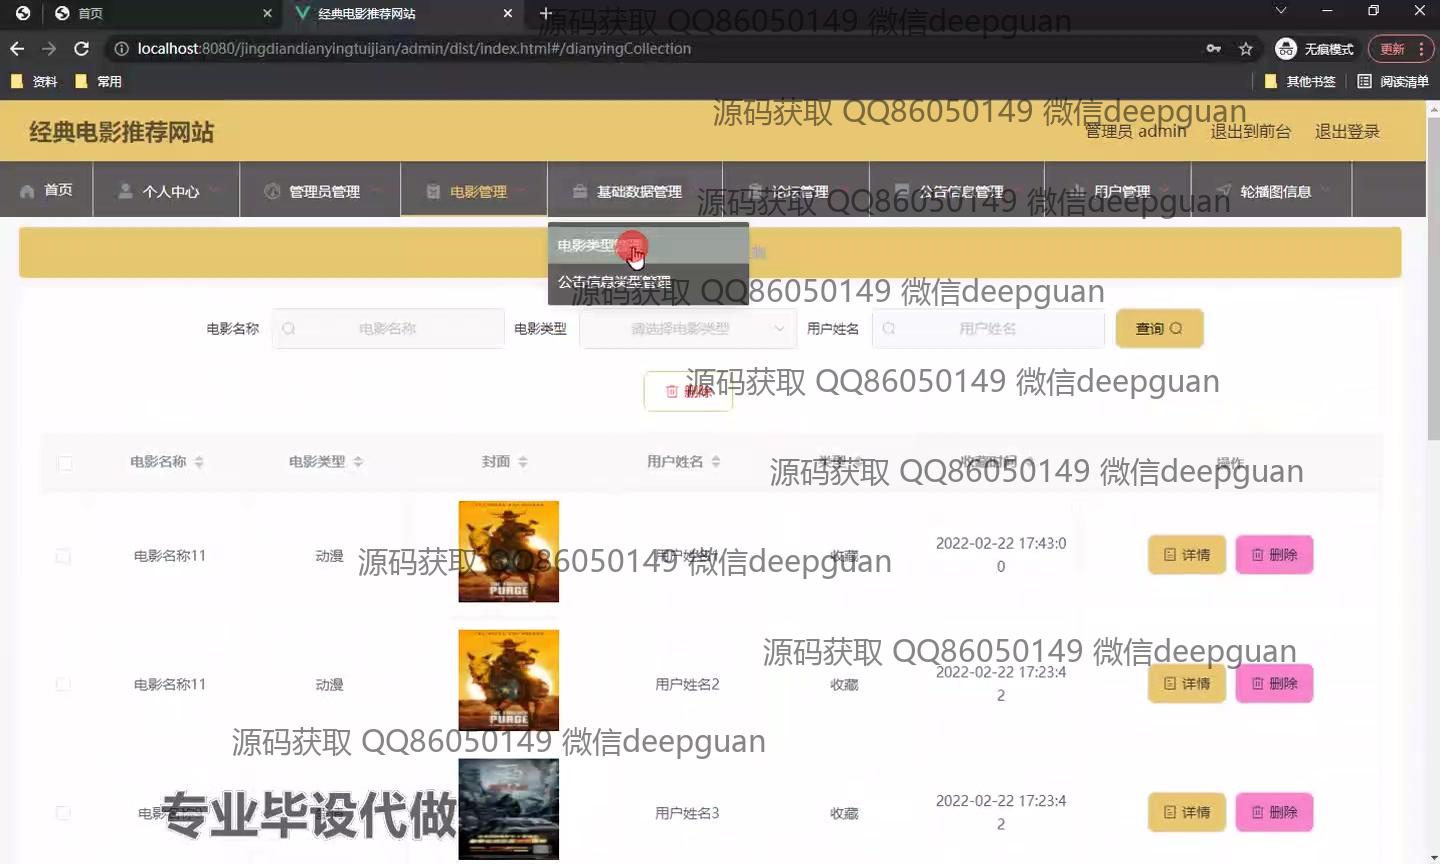 首页
经典电影推荐网站
源码获取 QQ86050149 微信deepguan
localhost:8080/jingdiandianyingtuijian/admin/dist/index.html#/dianyingCollection
无痕模式
更新
资料
常用
其他书签
阅读清单
经典电影推荐网站
源码获取 QQ86050149 微信deepguan
管理员 admin
退出到前台
退出登录
首页
个人中心
管理员管理
电影管理
基础数据管理
论坛管理
公告信息管理
用户管理
轮播图信息
源码获取 QQ86050149 微信deepguan
电影类型管理
公告信息类型管理
源码获取 QQ86050149 微信deepguan
电影名称
电影名称
电影类型
请选择电影类型
用户姓名
用户姓名
查询
删除
源码获取 QQ86050149 微信deepguan
电影名称
电影类型
封面
用户姓名
类型
收藏时间
操作
源码获取 QQ86050149 微信deepguan
电影名称11
动漫
THE FOREVER
PURGE
用户姓名1
收藏
2022-02-22 17:43:0
0
详情
删除
源码获取 QQ86050149 微信deepguan
电影名称11
动漫
THE FOREVER
PURGE
用户姓名2
收藏
2022-02-22 17:23:4
2
详情
删除
源码获取 QQ86050149 微信deepguan
源码获取 QQ86050149 微信deepguan
用户姓名3
收藏
2022-02-22 17:23:4
2
详情
删除
专业毕设代做